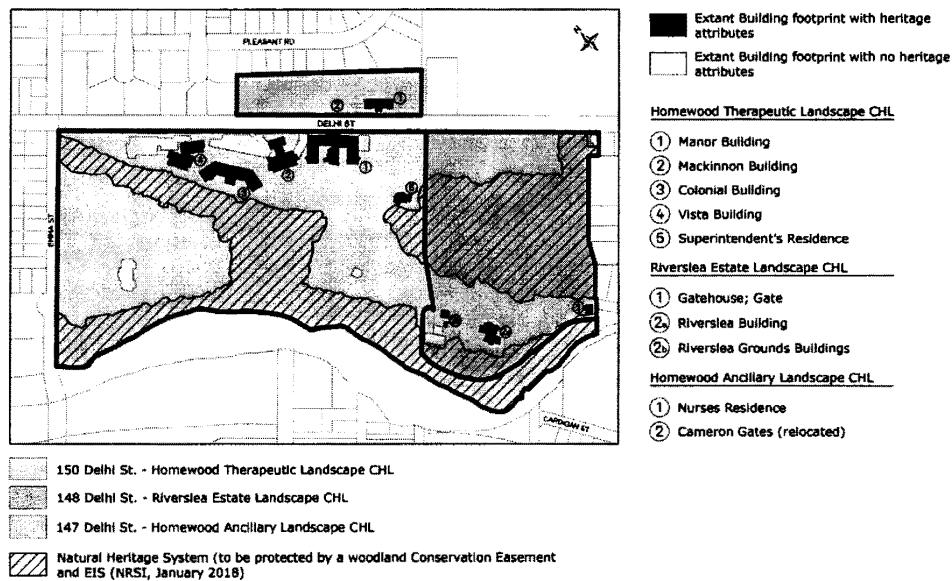 PLEASANT RD
N
DELHI ST
EMMA ST
CARDIGAN ST
Extant Building footprint with heritage
attributes
Extant Building footprint with no heritage
attributes
Homewood Therapeutic Landscape CHL
1 Manor Building
2 Mackinnon Building
3 Colonial Building
4 Vista Building
5 Superintendent's Residence
Riverslea Estate Landscape CHL
1 Gatehouse; Gate
2a Riverslea Building
2b Riverslea Grounds Buildings
Homewood Ancillary Landscape CHL
1 Nurses Residence
2 Cameron Gates (relocated)
150 Delhi St. - Homewood Therapeutic Landscape CHL
148 Delhi St. - Riverslea Estate Landscape CHL
147 Delhi St. - Homewood Ancillary Landscape CHL
Natural Heritage System (to be protected by a woodland Conservation Easement
and EIS (NRSI, January 2018)